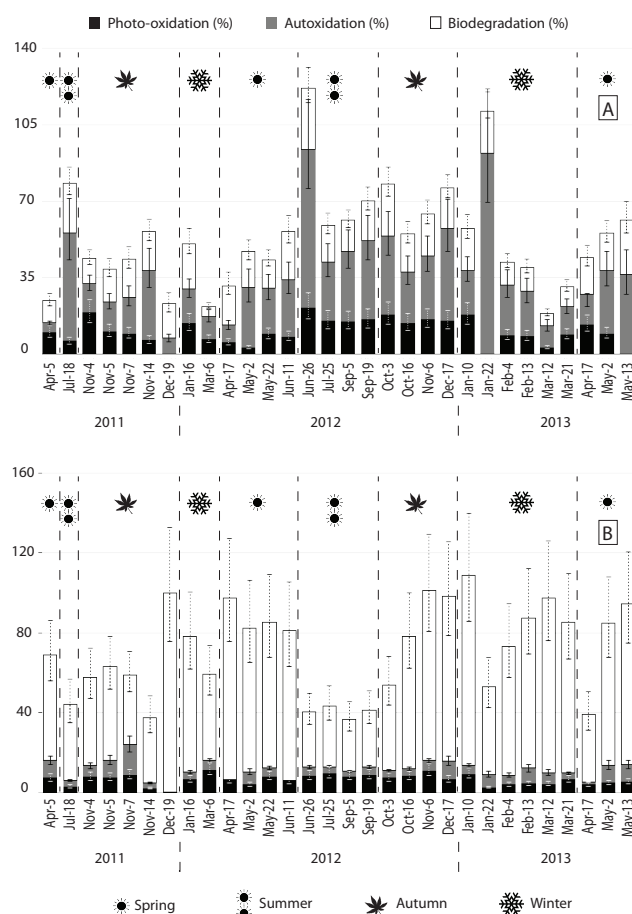 Photo-oxidation (%) Autoxidation (%) Biodegradation (%)
140
105
70
35
0
A
Apr-5 Jul-18 Nov-4 Nov-5 Nov-7 Nov-14 Dec-19 Jan-16 Mar-6 Apr-17 May-2 May-22 Jun-11 Jun-26 Jul-25 Sep-5 Sep-19 Oct-3 Oct-16 Nov-6 Dec-17 Jan-10 Jan-22 Feb-4 Feb-13 Mar-12 Mar-21 Apr-17 May-2 May-13
2011 2012 2013
160
120
80
40
0
B
Apr-5 Jul-18 Nov-4 Nov-5 Nov-7 Nov-14 Dec-19 Jan-16 Mar-6 Apr-17 May-2 May-22 Jun-11 Jun-26 Jul-25 Sep-5 Sep-19 Oct-3 Oct-16 Nov-6 Dec-17 Jan-10 Jan-22 Feb-4 Feb-13 Mar-12 Mar-21 Apr-17 May-2 May-13
2011 2012 2013
Spring Summer Autumn Winter